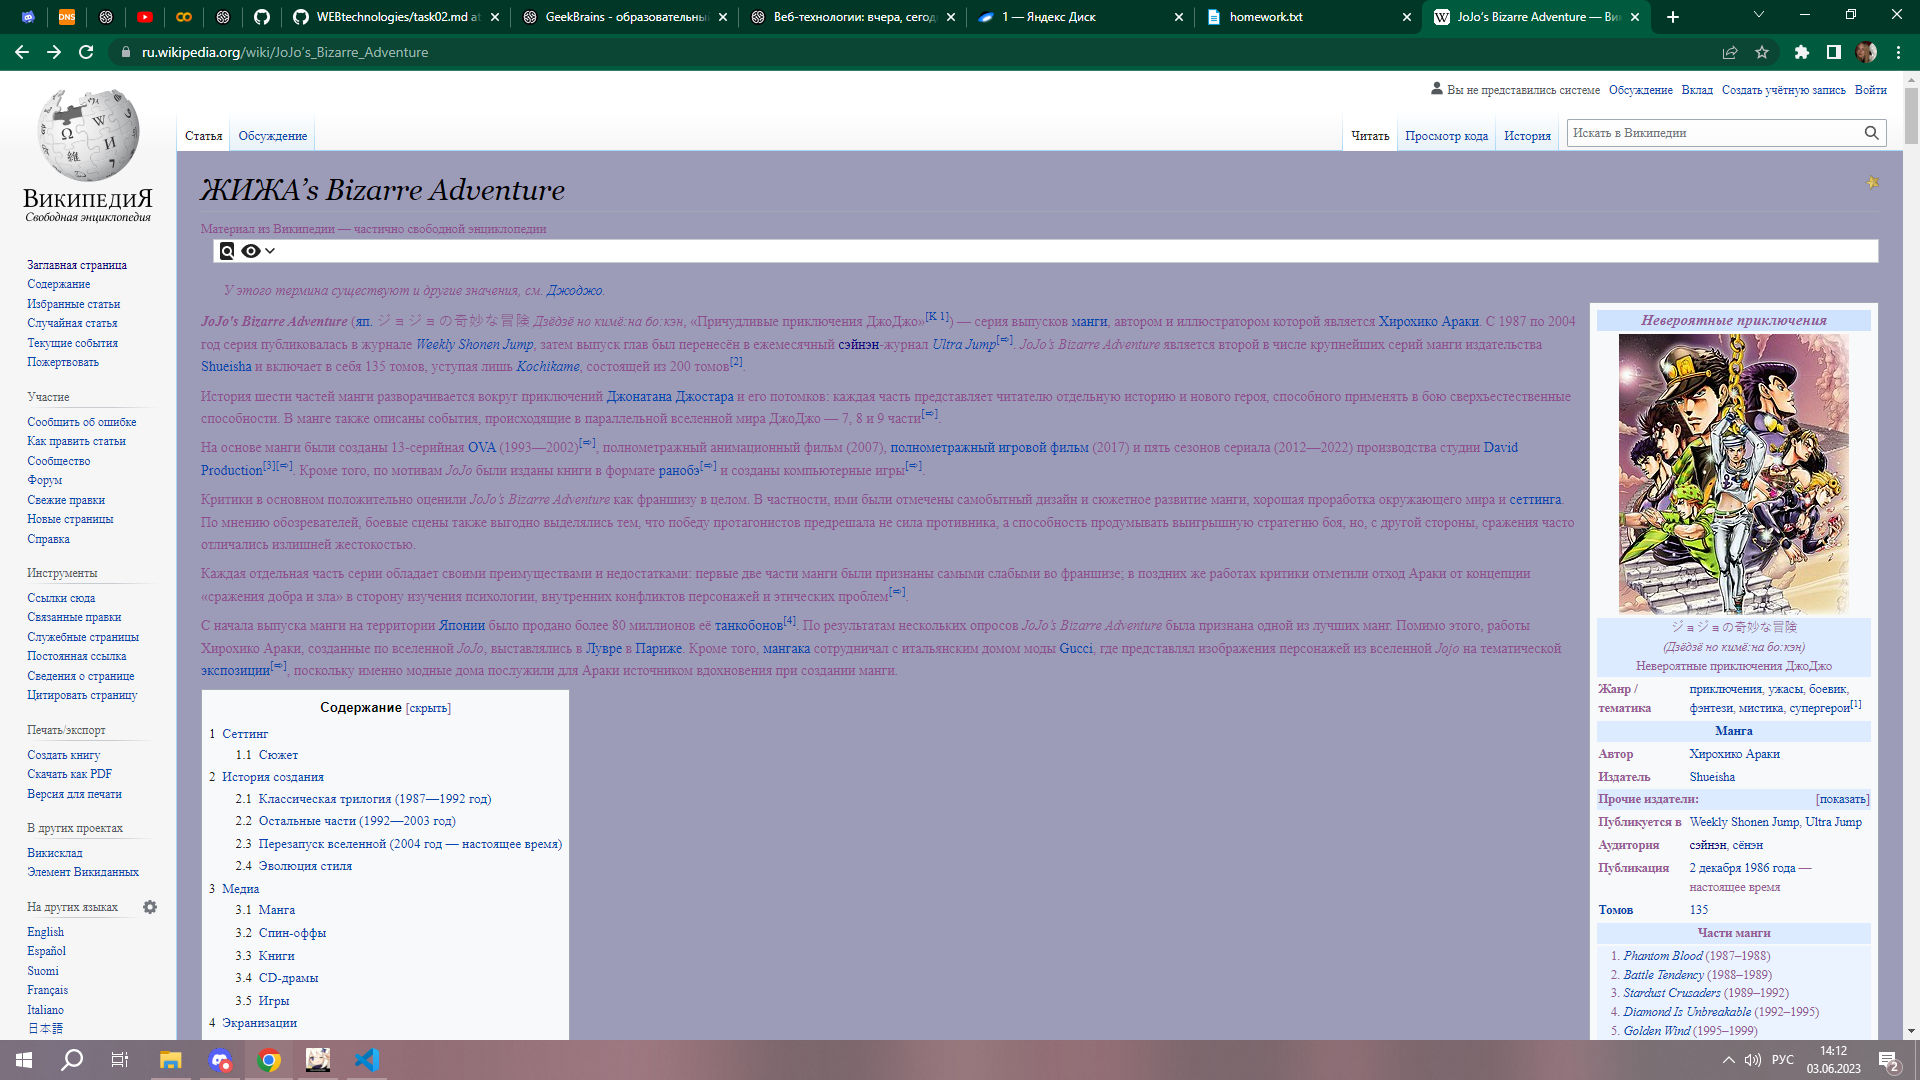 WEBtechnologies/task02.md at
GeekBrains - образовательный
Веб-технологии: вчера, сегод
1 — Яндекс Диск
homework.txt
JoJo's Bizarre Adventure — Ви
ru.wikipedia.org/wiki/JoJo's_Bizarre_Adventure
Вы не представились системе Обсуждение Вклад Создать учётную запись Войти
Статья Обсуждение
Читать Просмотр кода История
Искать в Википедии
ВикипедиЯ
Свободная энциклопедия
Заглавная страница
Содержание
Избранные статьи
Случайная статья
Текущие события
Пожертвовать
Участие
Сообщить об ошибке
Как править статьи
Сообщество
Форум
Свежие правки
Новые страницы
Справка
Инструменты
Ссылки сюда
Связанные правки
Служебные страницы
Постоянная ссылка
Сведения о странице
Цитировать страницу
Печать/экспорт
Создать книгу
Скачать как PDF
Версия для печати
В других проектах
Викисклад
Элемент Викиданных
На других языках
English
Español
Suomi
Français
Italiano
日本語
ЖИЖА's Bizarre Adventure
Материал из Википедии — частично свободной энциклопедии
У этого термина существуют и другие значения, см. Джоджо.
JoJo's Bizarre Adventure (яп. ジョジョの奇妙な冒険 Дзёдзё но кимё:на бо:кэн, «Причудливые приключения ДжоДжо»[К 1]) — серия выпусков манги, автором и иллюстратором которой является Хирохико Араки. С 1987 по 2004
год серия публиковалась в журнале Weekly Shonen Jump, затем выпуск глав был перенесён в ежемесячный сэйнэн-журнал Ultra Jump[⇨]. JoJo's Bizarre Adventure является второй в числе крупнейших серий манги издательства
Shueisha и включает в себя 135 томов, уступая лишь Kochikame, состоящей из 200 томов[2].
История шести частей манги разворачивается вокруг приключений Джонатана Джостара и его потомков: каждая часть представляет читателю отдельную историю и нового героя, способного применять в бою сверхъестественные
способности. В манге также описаны события, происходящие в параллельной вселенной мира ДжоДжо — 7, 8 и 9 части[⇨].
На основе манги были созданы 13-серийная OVA (1993—2002)[⇨], полнометражный анимационный фильм (2007), полнометражный игровой фильм (2017) и пять сезонов сериала (2012—2022) производства студии David
Production[3][⇨]. Кроме того, по мотивам JoJo были изданы книги в формате ранобэ[⇨] и созданы компьютерные игры[⇨].
Критики в основном положительно оценили JoJo's Bizarre Adventure как франшизу в целом. В частности, ими были отмечены самобытный дизайн и сюжетное развитие манги, хорошая проработка окружающего мира и сеттинга.
По мнению обозревателей, боевые сцены также выгодно выделялись тем, что победу протагонистов предрешала не сила противника, а способность продумывать выигрышную стратегию боя, но, с другой стороны, сражения часто
отличались излишней жестокостью.
Каждая отдельная часть серии обладает своими преимуществами и недостатками: первые две части манги были признаны самыми слабыми во франшизе; в поздних же работах критики отметили отход Араки от концепции
«сражения добра и зла» в сторону изучения психологии, внутренних конфликтов персонажей и этических проблем[⇨].
С начала выпуска манги на территории Японии было продано более 80 миллионов её танкобонов[4]. По результатам нескольких опросов JoJo's Bizarre Adventure была признана одной из лучших манг. Помимо этого, работы
Хирохико Араки, созданные по вселенной JoJo, выставлялись в Лувре в Париже. Кроме того, мангака сотрудничал с итальянским домом моды Gucci, где представлял изображения персонажей из вселенной Jojo на тематической
экспозиции[⇨], поскольку именно модные дома послужили для Араки источником вдохновения при создании манги.
Содержание [скрыть]
1 Сеттинг
1.1 Сюжет
2 История создания
2.1 Классическая трилогия (1987—1992 год)
2.2 Остальные части (1992—2003 год)
2.3 Перезапуск вселенной (2004 год — настоящее время)
2.4 Эволюция стиля
3 Медиа
3.1 Манга
3.2 Спин-оффы
3.3 Книги
3.4 CD-драмы
3.5 Игры
4 Экранизации
Невероятные приключения
ジョジョの奇妙な冒険
(Дзёдзё но кимё:на бо:кэн)
Невероятные приключения ДжоДжо
Жанр / тематика приключения, ужасы, боевик,
фэнтези, мистика, супергерои[1]
Манга
Автор Хирохико Араки
Издатель Shueisha
Прочие издатели: [показать]
Публикуется в Weekly Shonen Jump, Ultra Jump
Аудитория сэйнэн, сёнэн
Публикация 2 декабря 1986 года —
настоящее время
Томов 135
Части манги
1. Phantom Blood (1987–1988)
2. Battle Tendency (1988–1989)
3. Stardust Crusaders (1989–1992)
4. Diamond Is Unbreakable (1992–1995)
5. Golden Wind (1995–1999)
РУС
14:12
03.06.2023
2